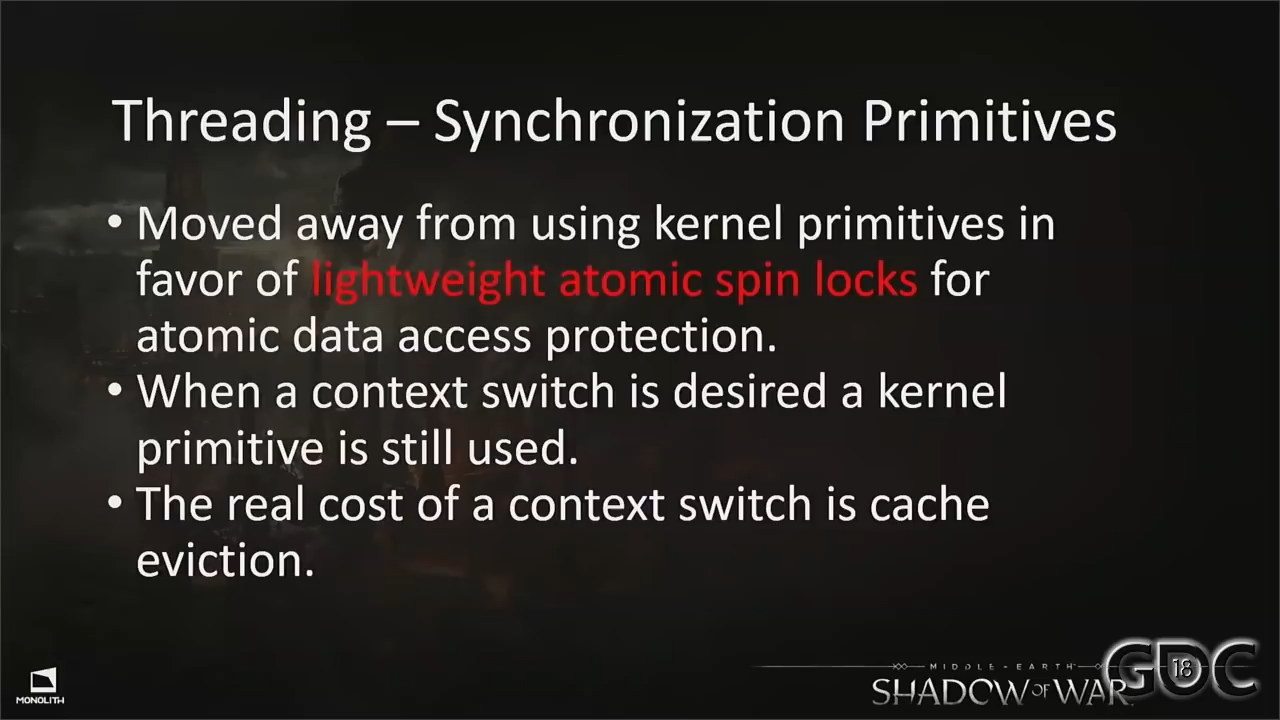 Threading – Synchronization Primitives
• Moved away from using kernel primitives in
favor of lightweight atomic spin locks for
atomic data access protection.
• When a context switch is desired a kernel
primitive is still used.
• The real cost of a context switch is cache
eviction.
MONOLITH
MIDDLE-EARTH
SHADOW OF WAR
GDC
18